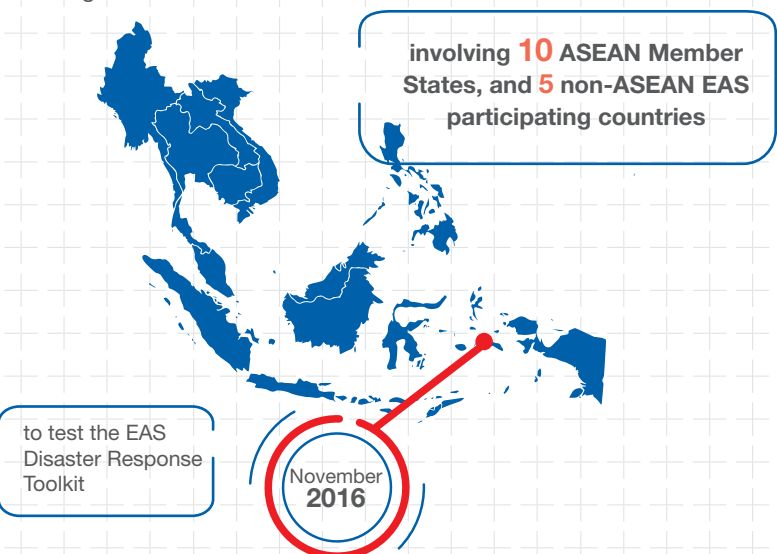 involving 10 ASEAN Member
States, and 5 non-ASEAN EAS
participating countries
to test the EAS
Disaster Response
Toolkit
November
2016